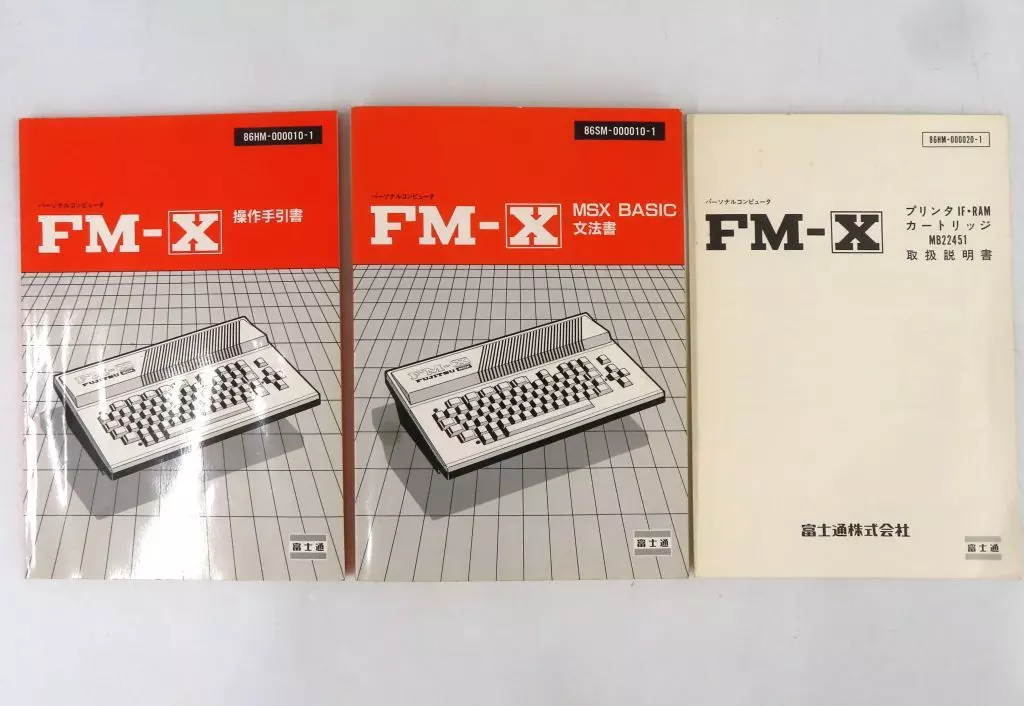 86HM-000010-1
パーソナルコンピュータ
FM-X 操作手引書
FM-X
FUJITSU
富士通
86SM-000010-1
パーソナルコンピュータ
FM-X MSX BASIC
文法書
FM-X
FUJITSU
富士通
86HM-000020-1
パーソナルコンピュータ
FM-X プリンタIF・RAM
カートリッジ
MB22451
取扱説明書
富士通株式会社
富士通